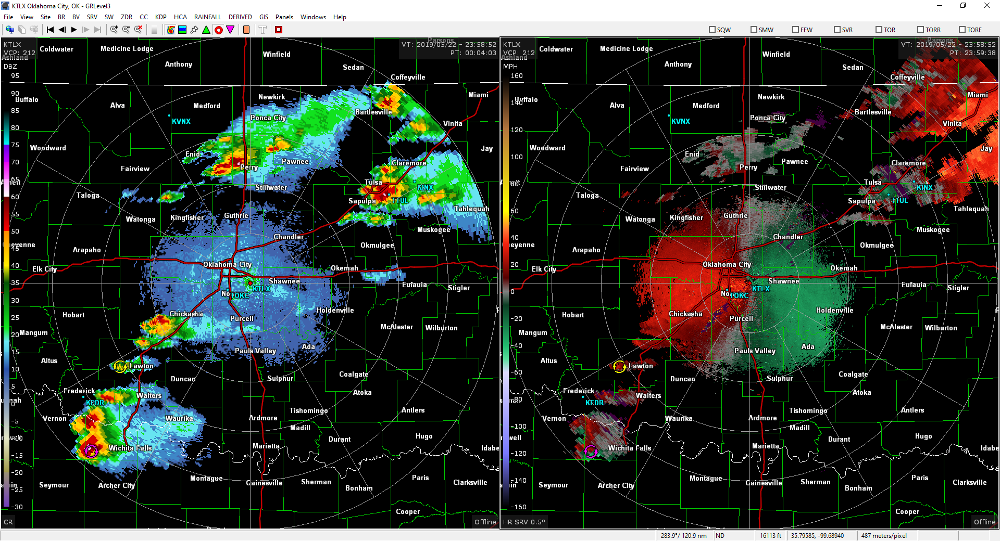 KTLX Oklahoma City, OK - GRLevel3
File View Site BR BV SRV SW ZDR CC KDP HCA RAINFALL DERIVED GIS Panels Windows Help
SQW SMW FFW SVR TOR TORR TORE
KTLX
VCP: 212
DBZ
VT: 2019/05/22 - 23:58:52
PT: 00:04:03
Parsons
Ashland
Coldwater
Medicine Lodge
Winfield
Anthony
Sedan
Coffeyville
Buffalo
Alva
Medford
Newkirk
Miami
Bartlesville
Ponca City
KVNX
Vinita
Woodward
Enid
Jay
Fairview
Perry
Pawnee
Claremore
Tulsa
KINX
Stillwater
Taloga
Sapulpa
TTUL
Tahlequah
Watonga
Kingfisher
Guthrie
Muskogee
Chandler
Okmulgee
Arapaho
Elk City
Oklahoma City
Okemah
Shawnee
Eufaula
Stigler
KTLX
TOKC
Hobart
Chickasha
Purcell
Holdenville
Mangum
McAlester
Wilburton
Altus
Lawton
Pauls Valley
Ada
Duncan
Sulphur
Coalgate
Frederick
Walters
Atoka
KFDR
Vernon
Waurika
Ardmore
Tishomingo
Antlers
Madill
Wichita Falls
Marietta
Durant
Hugo
Idabe
Seymour
Archer City
Montague
Gainesville
Sherman
Bonham
Paris
Clarksville
Cooper
95
90
85
80
75
70
65
60
55
50
45
40
35
30
25
20
15
10
5
0
-5
-10
-15
-20
-25
-30
CR
Offline
KTLX
VCP: 212
MPH
VT: 2019/05/22 - 23:58:52
PT: 23:59:38
Parsons
Ashland
Coldwater
Medicine Lodge
Winfield
Anthony
Sedan
Coffeyville
Buffalo
Alva
Medford
Newkirk
Miami
Bartlesville
Ponca City
KVNX
Vinita
Woodward
Enid
Jay
Fairview
Perry
Pawnee
Claremore
Tulsa
KINX
Stillwater
Taloga
Sapulpa
TTUL
Tahlequah
Watonga
Kingfisher
Guthrie
Muskogee
Chandler
Okmulgee
Arapaho
Elk City
Oklahoma City
Okemah
Shawnee
Eufaula
Stigler
KTLX
TOKC
Hobart
Chickasha
Purcell
Holdenville
Mangum
McAlester
Wilburton
Altus
Lawton
Pauls Valley
Ada
Duncan
Sulphur
Coalgate
Frederick
Walters
Atoka
KFDR
Vernon
Waurika
Ardmore
Tishomingo
Antlers
Madill
Wichita Falls
Marietta
Durant
Hugo
Idabe
Seymour
Archer City
Montague
Gainesville
Sherman
Bonham
Paris
Clarksville
Cooper
160
140
120
100
80
60
40
20
0
-20
-40
-60
-80
-100
-120
-140
-160
HR SRV 0.5°
Offline
283.9°/ 120.9 nm ND 16113 ft 35.79585, -99.68940 487 meters/pixel